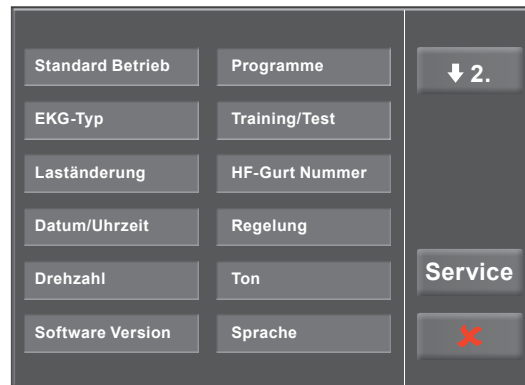 Standard Betrieb
Programme
EKG-Typ
Training/Test
Laständerung
HF-Gurt Nummer
Datum/Uhrzeit
Regelung
Drehzahl
Ton
Software Version
Sprache
2.
Service